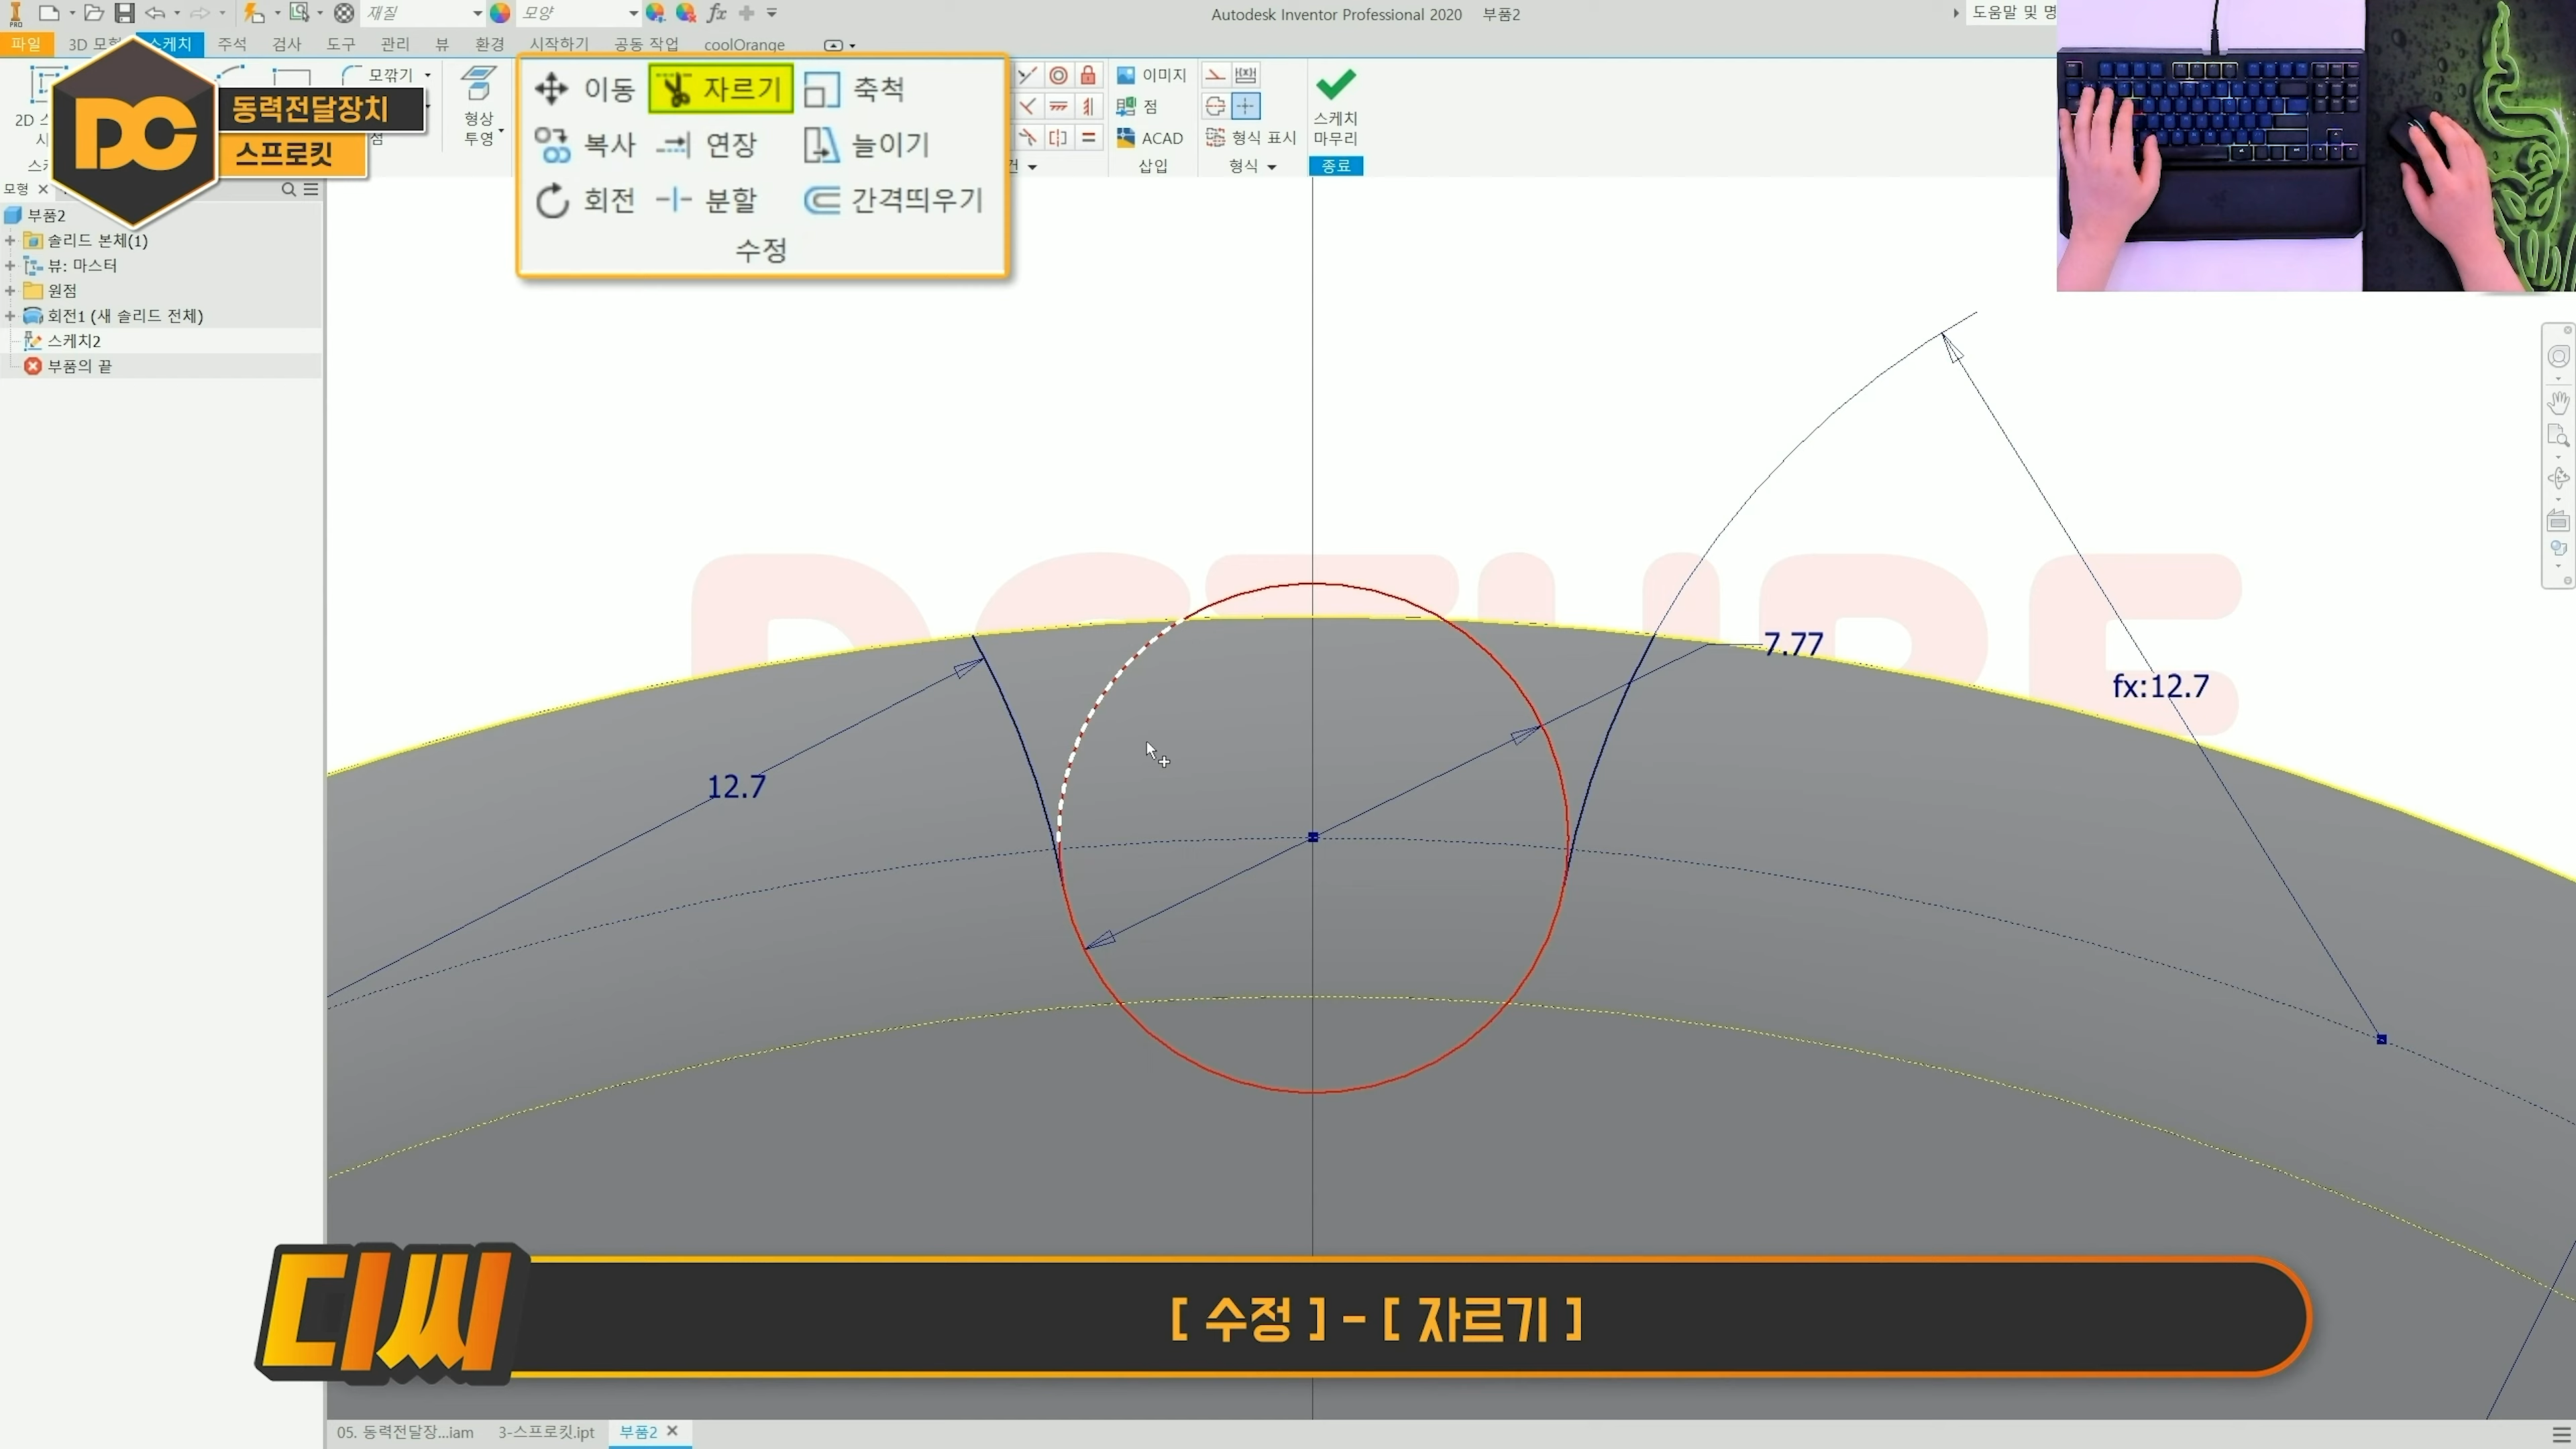 재질
모양
fx
Autodesk Inventor Professional 2020 부품2
도움말 및 명
PRO
파일 3D 모형 스케치 주석 검사 도구 관리 뷰 환경 시작하기 공동 작업 coolOrange
모깎기
형상
투영
DC
동력전달장치
스프로킷
이동 자르기 축척
복사 연장 늘이기
회전 분할 간격띄우기
수정
이미지
점
ACAD
삽입
형식 표시
형식
스케치
마무리
종료
모형
부품2
솔리드 본체(1)
뷰: 마스터
원점
회전1 (새 솔리드 전체)
스케치2
부품의 끝
7.77
fx:12.7
12.7
디씨
[ 수정 ] - [ 자르기 ]
05. 동력전달장...iam 3-스프로킷.ipt 부품2